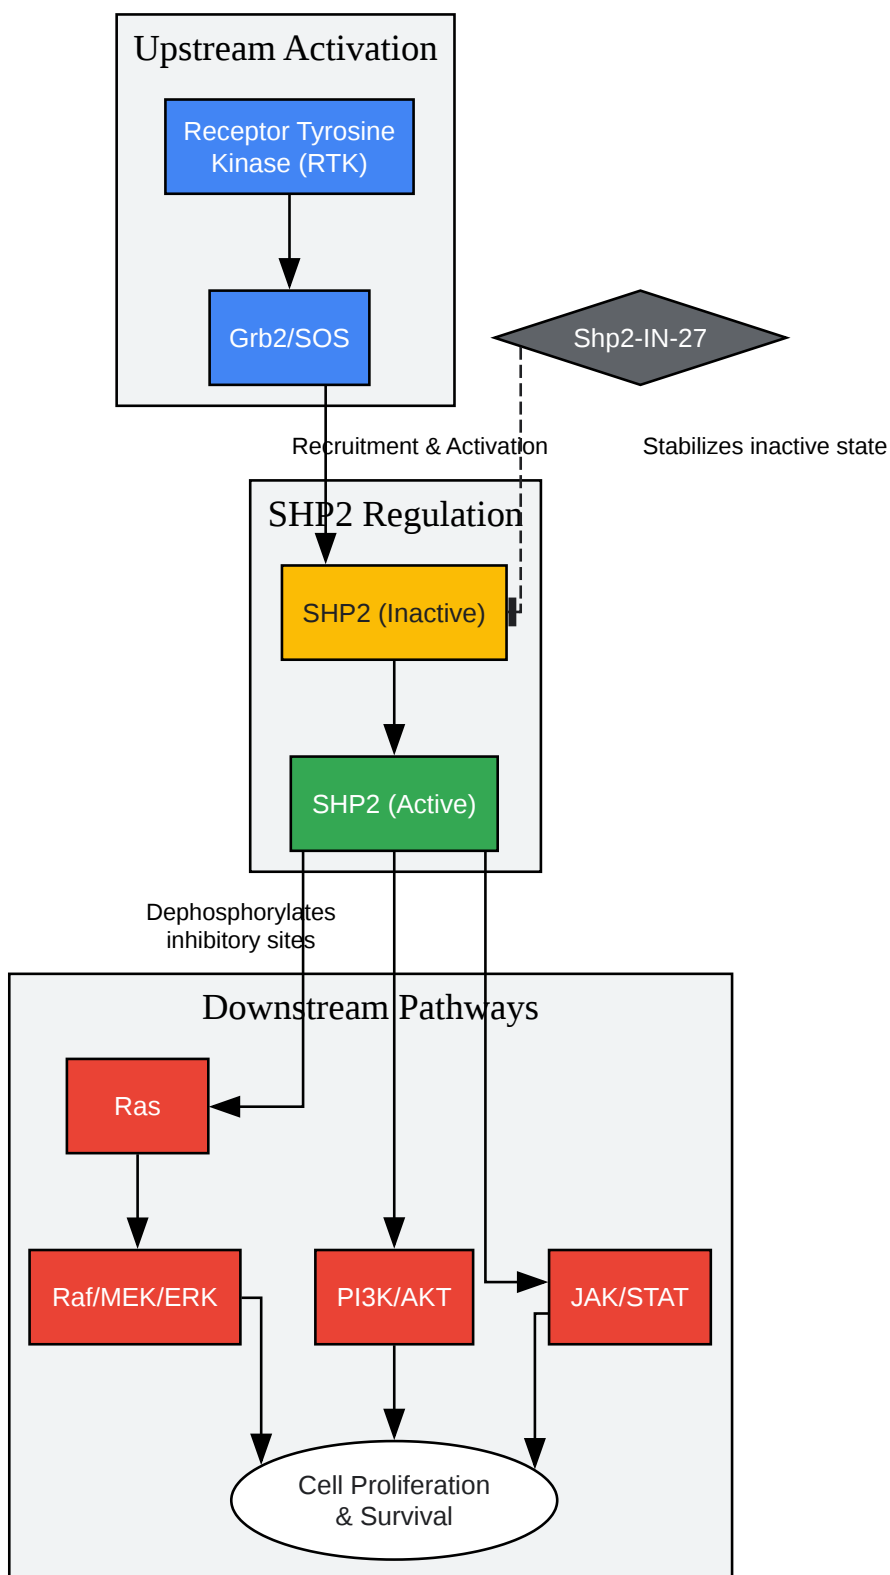 Upstream Activation
Receptor Tyrosine
Kinase (RTK)
Grb2/SOS
Shp2-IN-27
Recruitment & Activation
Stabilizes inactive state
SHP2 Regulation
SHP2 (Inactive)
SHP2 (Active)
Dephosphorylates
inhibitory sites
Downstream Pathways
Ras
Raf/MEK/ERK
PI3K/AKT
JAK/STAT
Cell Proliferation
& Survival